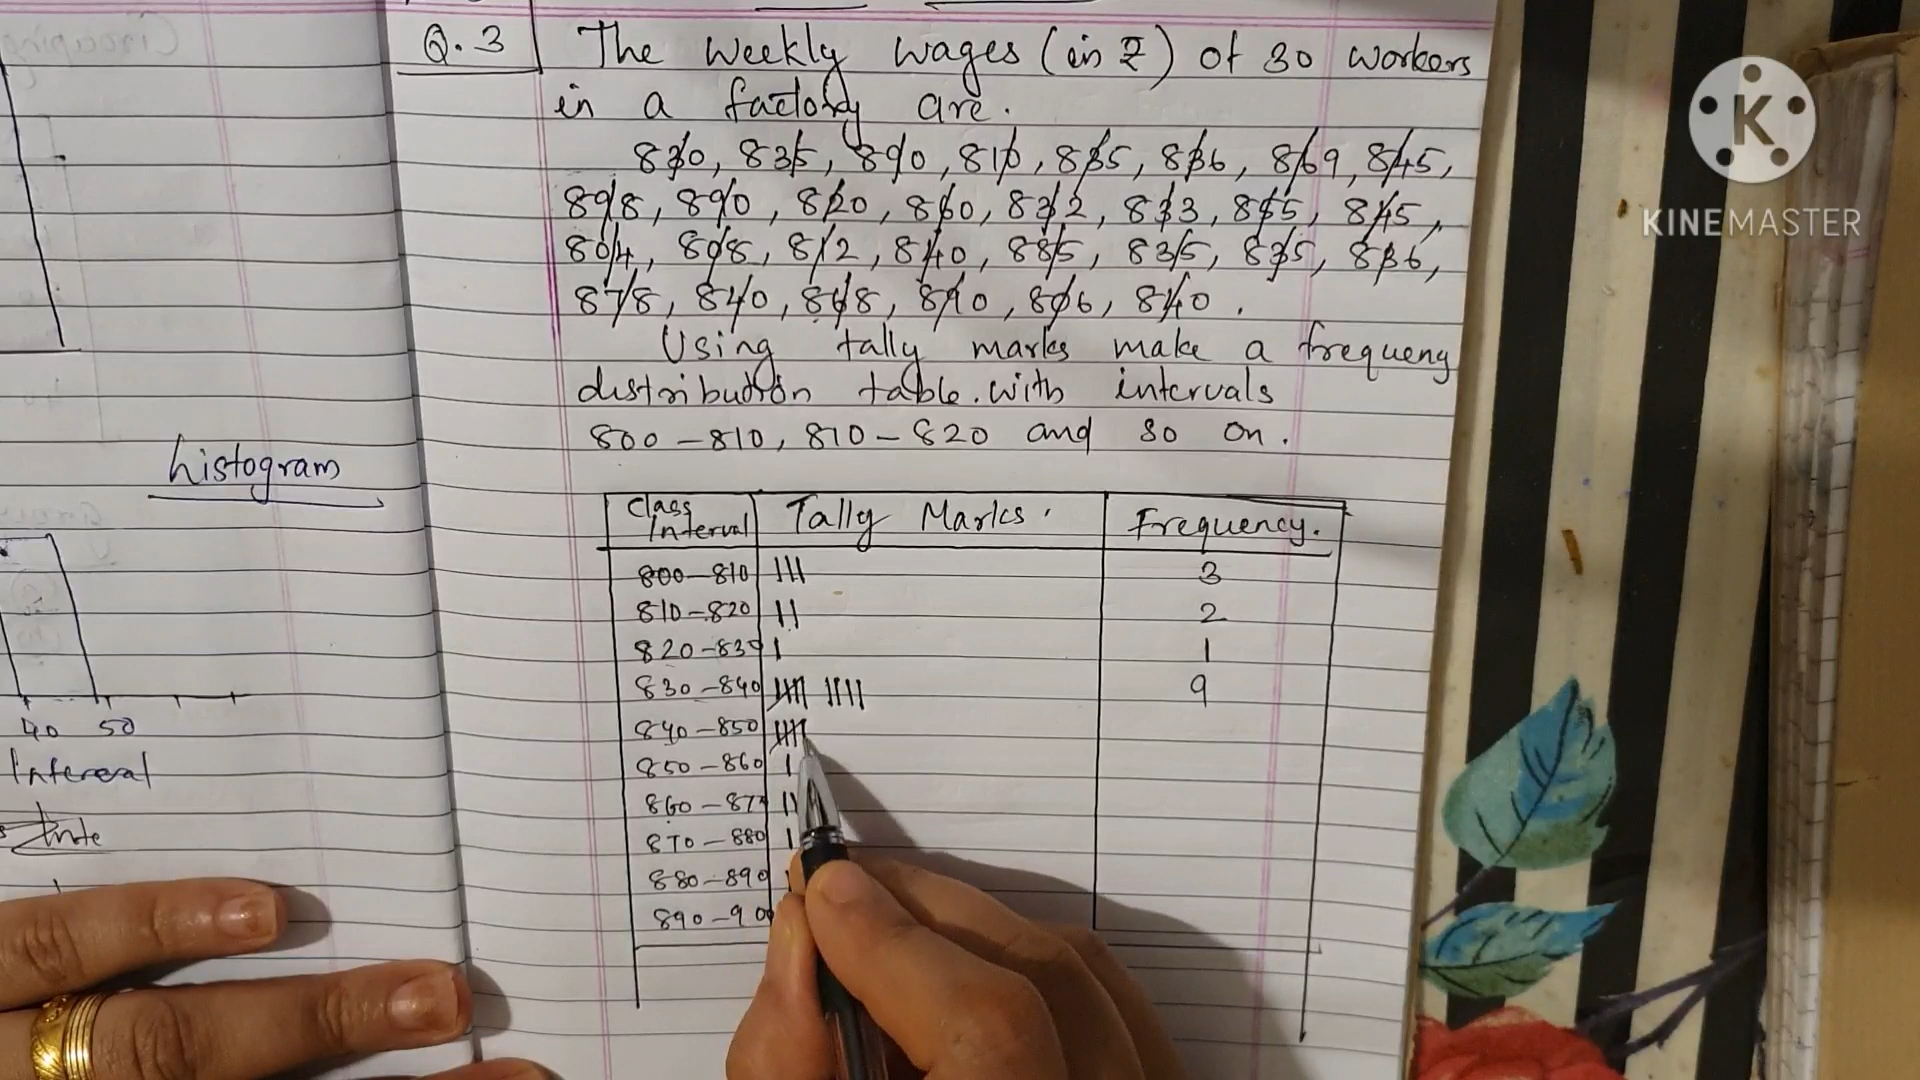 Q.3 The Weekly wages (in ₹) of 30 workers
in a factory are.
830, 835, 890, 810, 835, 836, 869, 845,
898, 890, 820, 860, 832, 833, 855, 845,
804, 808, 812, 840, 885, 835, 835, 836,
878, 840, 868, 890, 806, 840.
Using tally marks make a frequeny
distribution table. with intervals
800 – 810, 810 – 820 and so on.
histogram
Class Interval Tally Marks. Frequency.
800–810 ||| 3
810–820 || 2
820–830 | 1
830–840 𝍸 |||| 9
840–850 𝍸
850–860 |
860–870 ||
870–880 |
880–890
890–900
40 50
Interval
K
KINEMASTER